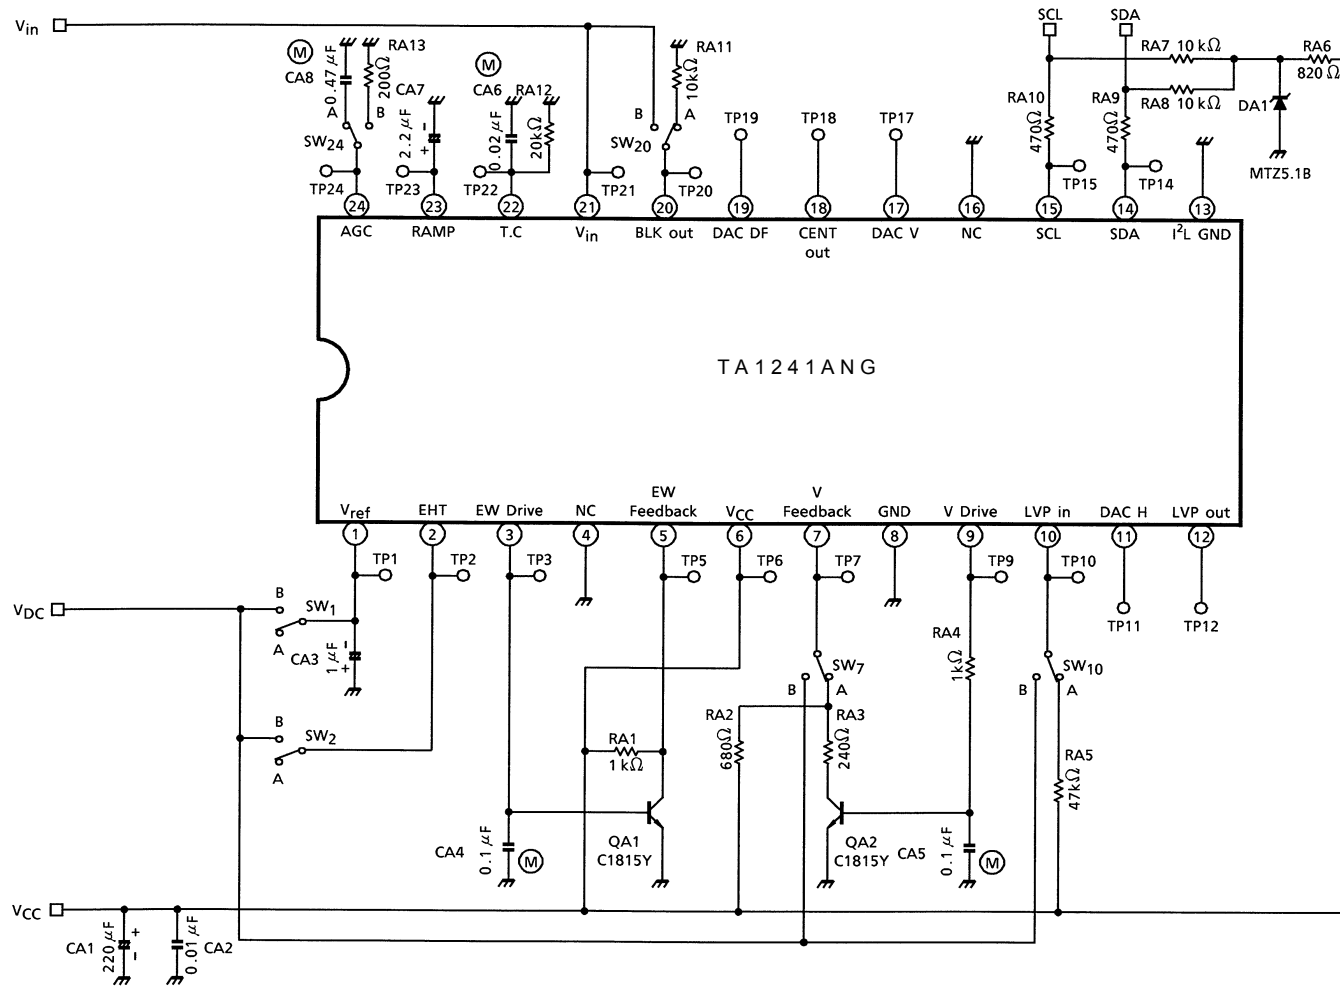 Vin
SCL
SDA
M
CA8
0.47 μF
RA13
200Ω
A
B
SW24
TP24
CA7
2.2 μF
−
+
TP23
M
CA6
0.02 μF
RA12
20kΩ
TP22
TP21
RA11
10kΩ
B
A
SW20
TP20
TP19
TP18
TP17
RA10
470Ω
TP15
RA9
470Ω
TP14
RA7 10 kΩ
RA8 10 kΩ
RA6
820 Ω
DA1
MTZ5.1B
24
23
22
21
20
19
18
17
16
15
14
13
AGC
RAMP
T.C
Vin
BLK out
DAC DF
CENT
out
DAC V
NC
SCL
SDA
I²L GND
TA1241ANG
Vref
EHT
EW Drive
NC
EW
Feedback
VCC
V
Feedback
GND
V Drive
LVP in
DAC H
LVP out
1
2
3
4
5
6
7
8
9
10
11
12
TP1
TP2
TP3
TP5
TP6
TP7
TP9
TP10
TP11
TP12
VDC
B
SW1
A
CA3
1 μF
−
+
B
SW2
A
RA1
1 kΩ
RA2
680Ω
SW7
B
A
RA3
240Ω
RA4
1kΩ
SW10
B
A
RA5
47kΩ
CA4
0.1 μF
M
QA1
C1815Y
QA2
C1815Y
CA5
0.1 μF
M
VCC
CA1
220 μF
+
−
0.01 μF
CA2